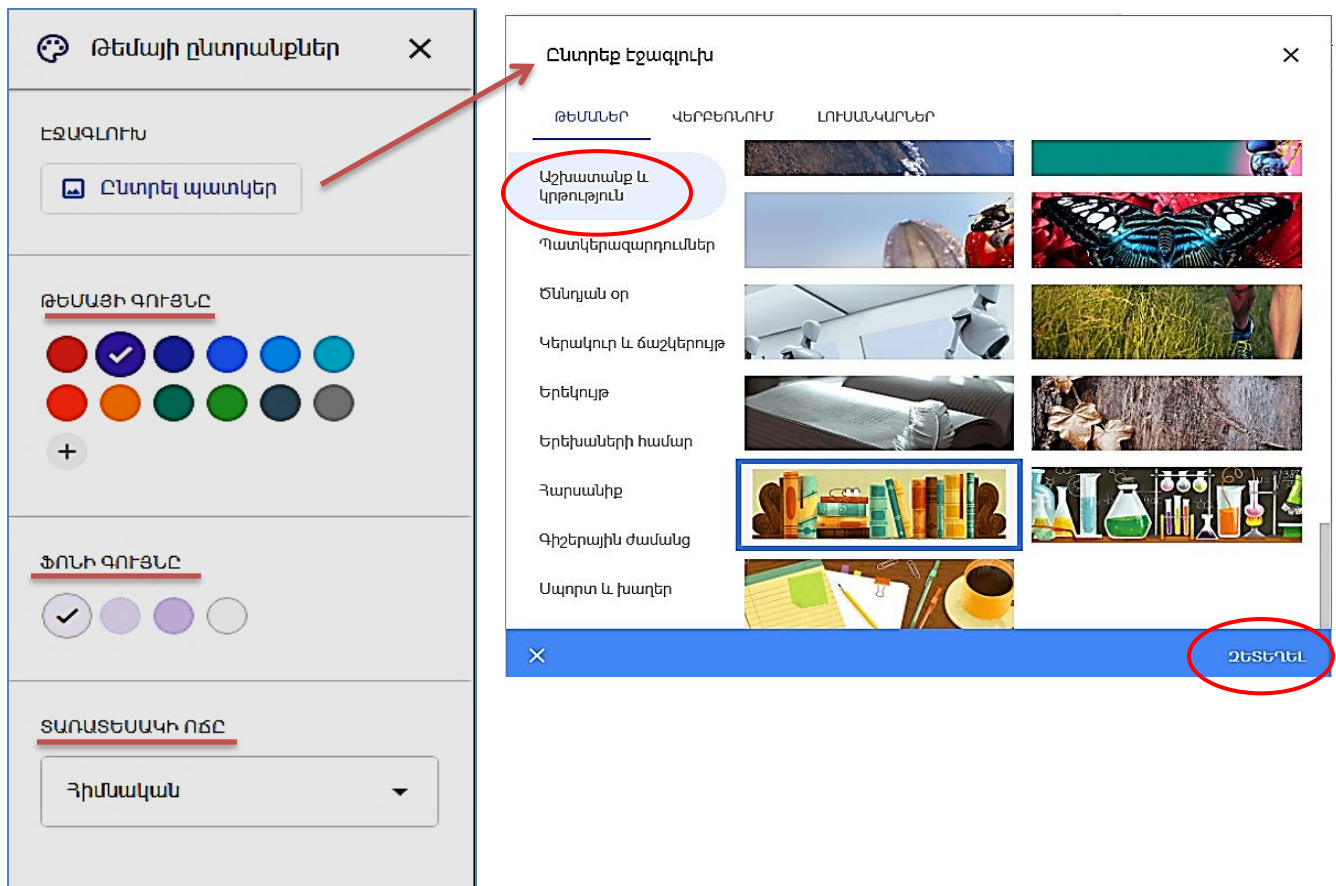 Թեմայի ընտրանքներ
ԷՋԱԳԼՈՒԽ
Ընտրել պատկեր
ԹԵՄԱՅԻ ԳՈՒՅՆԸ
ՖՈՆԻ ԳՈՒՅՆԸ
ՏԱՌԱՏԵՍԱԿԻ ՈՃԸ
Հիմնական
Ընտրեք էջագլուխ
ԹԵՄԱՆԵՐ ՎԵՐԲԵՌՆՈՒՄ ԼՈՒՍԱՆԿԱՐՆԵՐ
Աշխատանք և
կրթություն
Պատկերազարդումներ
Ծննդյան օր
Կերակուր և ճաշկերույթ
Երեկույթ
Երեխաների համար
Հարսանիք
Գիշերային ժամանց
Սպորտ և խաղեր
ԶԵՏԵՂԵԼ